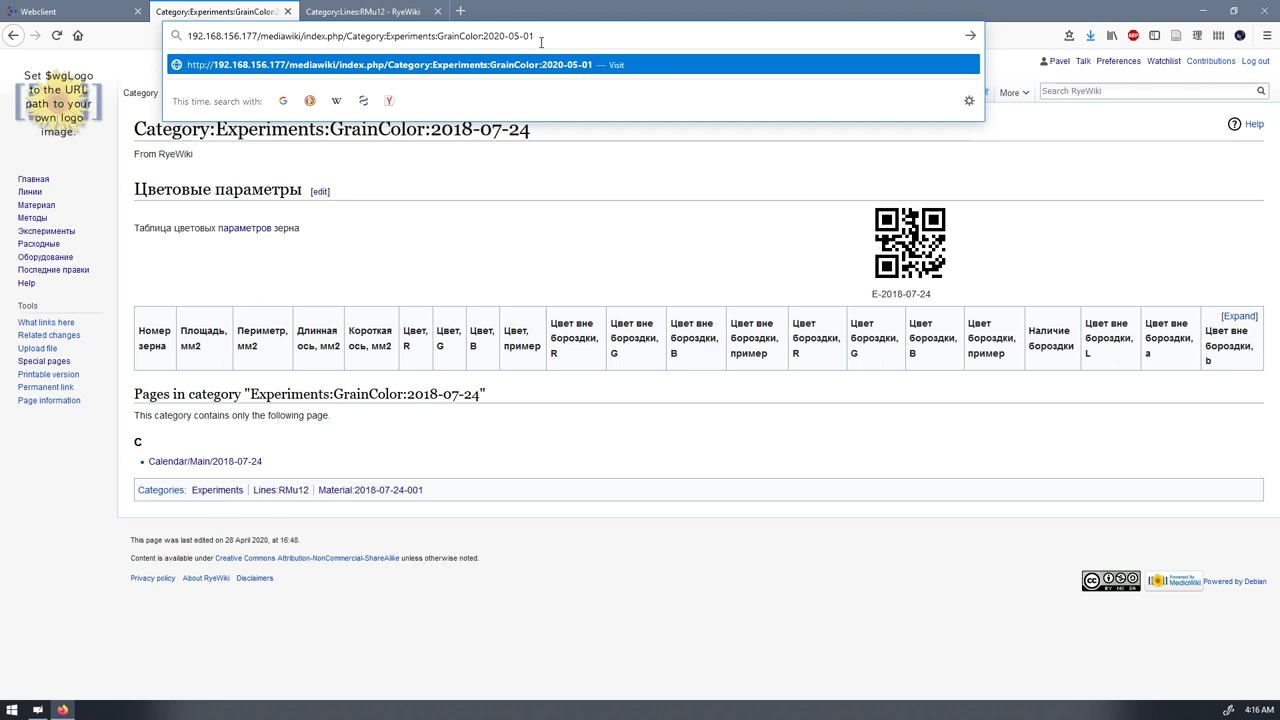 Webclient
Category:Experiments:GrainColor:
Category:Lines:RMu12 - RyeWiki
192.168.156.177/mediawiki/index.php/Category:Experiments:GrainColor:2020-05-01
http://192.168.156.177/mediawiki/index.php/Category:Experiments:GrainColor:2020-05-01 — Visit
This time, search with:
Set $wgLogo
to the URL
path to your
own logo
image.
Category
Pavel
Talk
Preferences
Watchlist
Contributions
Log out
More
Search RyeWiki
Category:Experiments:GrainColor:2018-07-24
Help
From RyeWiki
Цветовые параметры [edit]
Таблица цветовых параметров зерна
E-2018-07-24
Номер зерна
Площадь, мм2
Периметр, мм2
Длинная ось, мм2
Короткая ось, мм2
Цвет, R
Цвет, G
Цвет, B
Цвет, пример
Цвет вне бороздки, R
Цвет вне бороздки, G
Цвет вне бороздки, B
Цвет вне бороздки, пример
Цвет бороздки, R
Цвет бороздки, G
Цвет бороздки, B
Цвет бороздки, пример
Наличие бороздки
Цвет вне бороздки, L
Цвет вне бороздки, a
[Expand]
Цвет вне бороздки, b
Pages in category "Experiments:GrainColor:2018-07-24"
This category contains only the following page.
C
Calendar/Main/2018-07-24
Categories: Experiments | Lines:RMu12 | Material:2018-07-24-001
Главная
Линии
Материал
Методы
Эксперименты
Расходные
Оборудование
Последние правки
Help
Tools
What links here
Related changes
Upload file
Special pages
Printable version
Permanent link
Page information
This page was last edited on 28 April 2020, at 16:48.
Content is available under Creative Commons Attribution-NonCommercial-ShareAlike unless otherwise noted.
Privacy policy
About RyeWiki
Disclaimers
Powered By
MediaWiki
Powered by Debian
4:16 AM